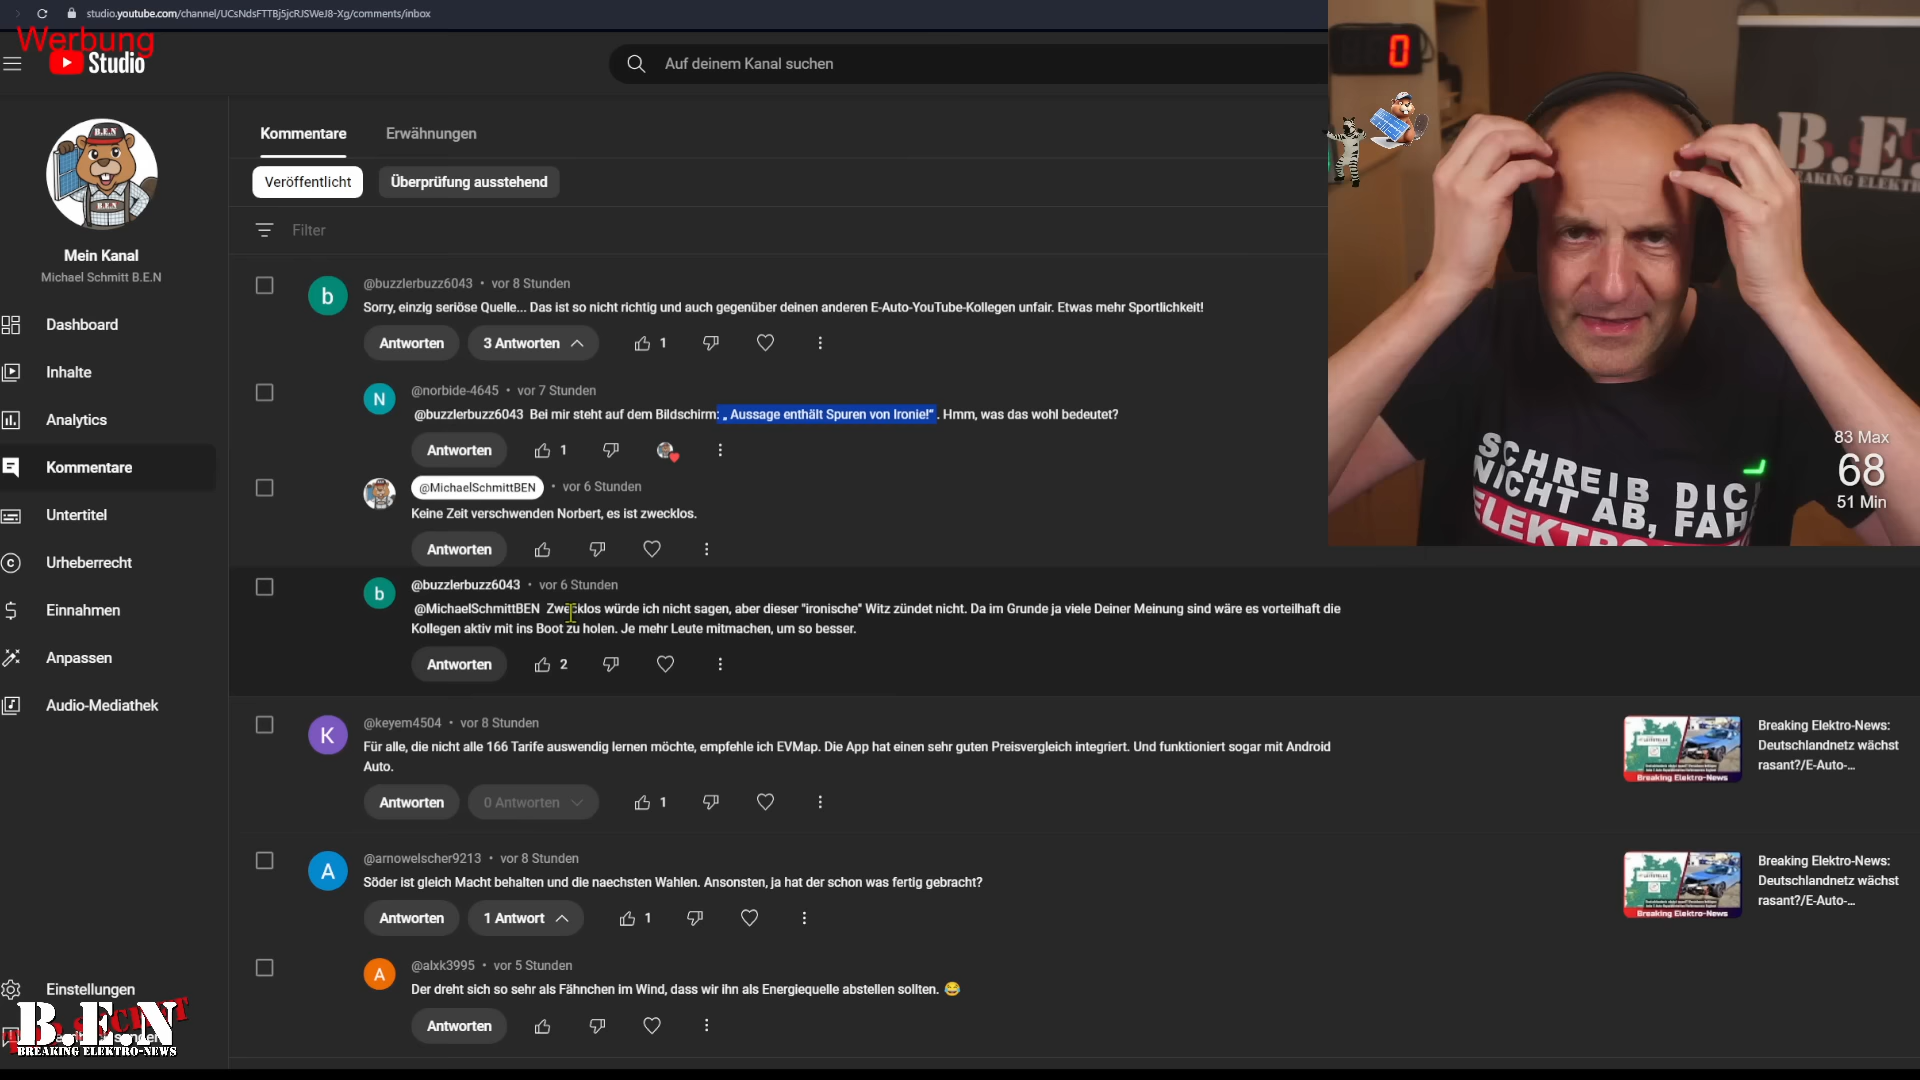 studio.youtube.com/channel/UCsNdsFTTBj5jcRJSWeJ8-Xg/comments/inbox
Werbung
Studio
Auf deinem Kanal suchen
0
B.E.N
Mein Kanal
Michael Schmitt B.E.N
Dashboard
Inhalte
Analytics
Kommentare
Untertitel
Urheberrecht
Einnahmen
Anpassen
Audio-Mediathek
Einstellungen
B.E.N
BREAKING ELEKTRO-NEWS
Kommentare
Erwähnungen
Veröffentlicht
Überprüfung ausstehend
Filter
@buzzlerbuzz6043 • vor 8 Stunden
Sorry, einzig seriöse Quelle... Das ist so nicht richtig und auch gegenüber deinen anderen E-Auto-YouTube-Kollegen unfair. Etwas mehr Sportlichkeit!
Antworten
3 Antworten
1
@norbide-4645 • vor 7 Stunden
@buzzlerbuzz6043 Bei mir steht auf dem Bildschirm: „ Aussage enthält Spuren von Ironie!“ . Hmm, was das wohl bedeutet?
Antworten
1
@MichaelSchmittBEN • vor 6 Stunden
Keine Zeit verschwenden Norbert, es ist zwecklos.
Antworten
@buzzlerbuzz6043 • vor 6 Stunden
@MichaelSchmittBEN Zwecklos würde ich nicht sagen, aber dieser "ironische" Witz zündet nicht. Da im Grunde ja viele Deiner Meinung sind wäre es vorteilhaft die
Kollegen aktiv mit ins Boot zu holen. Je mehr Leute mitmachen, um so besser.
Antworten
2
@keyem4504 • vor 8 Stunden
Für alle, die nicht alle 166 Tarife auswendig lernen möchte, empfehle ich EVMap. Die App hat einen sehr guten Preisvergleich integriert. Und funktioniert sogar mit Android
Auto.
Antworten
0 Antworten
1
Breaking Elektro-News
Breaking Elektro-News:
Deutschlandnetz wächst
rasant?/E-Auto-...
@arnowelscher9213 • vor 8 Stunden
Söder ist gleich Macht behalten und die naechsten Wahlen. Ansonsten, ja hat der schon was fertig gebracht?
Antworten
1 Antwort
1
Breaking Elektro-News
Breaking Elektro-News:
Deutschlandnetz wächst
rasant?/E-Auto-...
@alxk3995 • vor 5 Stunden
Der dreht sich so sehr als Fähnchen im Wind, dass wir ihn als Energiequelle abstellen sollten. 😂
Antworten
B.E.
BREAKING ELEKTRO
SCHREIB DIC
NICHT AB, FAH
ELEKTRO
83 Max
68
51 Min